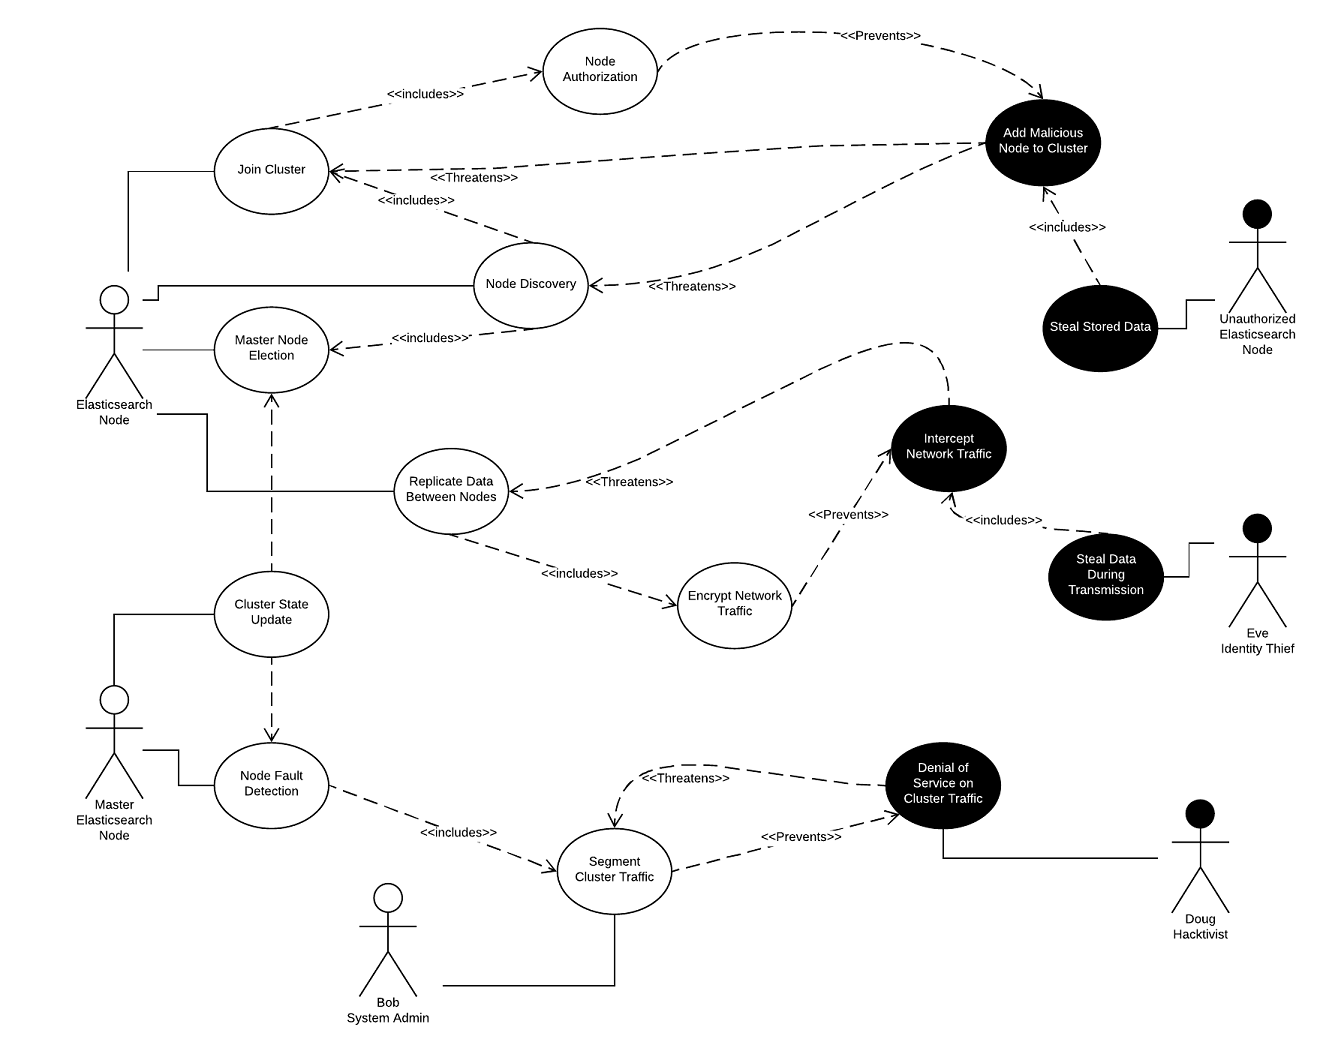 Node
Authorization
<<Prevents>>
<<includes>>
Add Malicious
Node to Cluster
Join Cluster
<<Threatens>>
<<includes>>
<<includes>>
Node Discovery
<<Threatens>>
Steal Stored Data
Unauthorized
Elasticsearch
Node
Master Node
Election
<<includes>>
Elasticsearch
Node
Intercept
Network Traffic
Replicate Data
Between Nodes
<<Threatens>>
<<Prevents>>
<<includes>>
<<includes>>
Steal Data
During
Transmission
Encrypt Network
Traffic
Cluster State
Update
Eve
Identity Thief
Node Fault
Detection
<<Threatens>>
Denial of
Service on
Cluster Traffic
Master
Elasticsearch
Node
<<includes>>
<<Prevents>>
Segment
Cluster Traffic
Doug
Hacktivist
Bob
System Admin